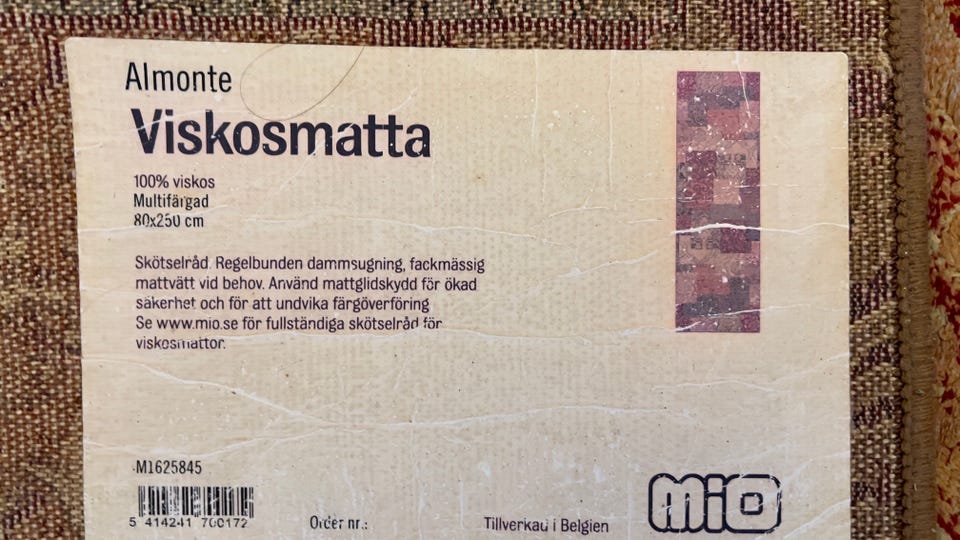 Almonte
Viskosmatta
100% viskos
Multifärgad
80x250 cm
Skötselråd. Regelbunden dammsugning, fackmässig
mattvätt vid behov. Använd mattglidskydd för ökad
säkerhet och för att undvika färgöverföring
Se www.mio.se för fullständiga skötselråd för
viskosmattor.
M1625845
5 414241 700172
Order nr.:
Tillverkad i Belgien
mio